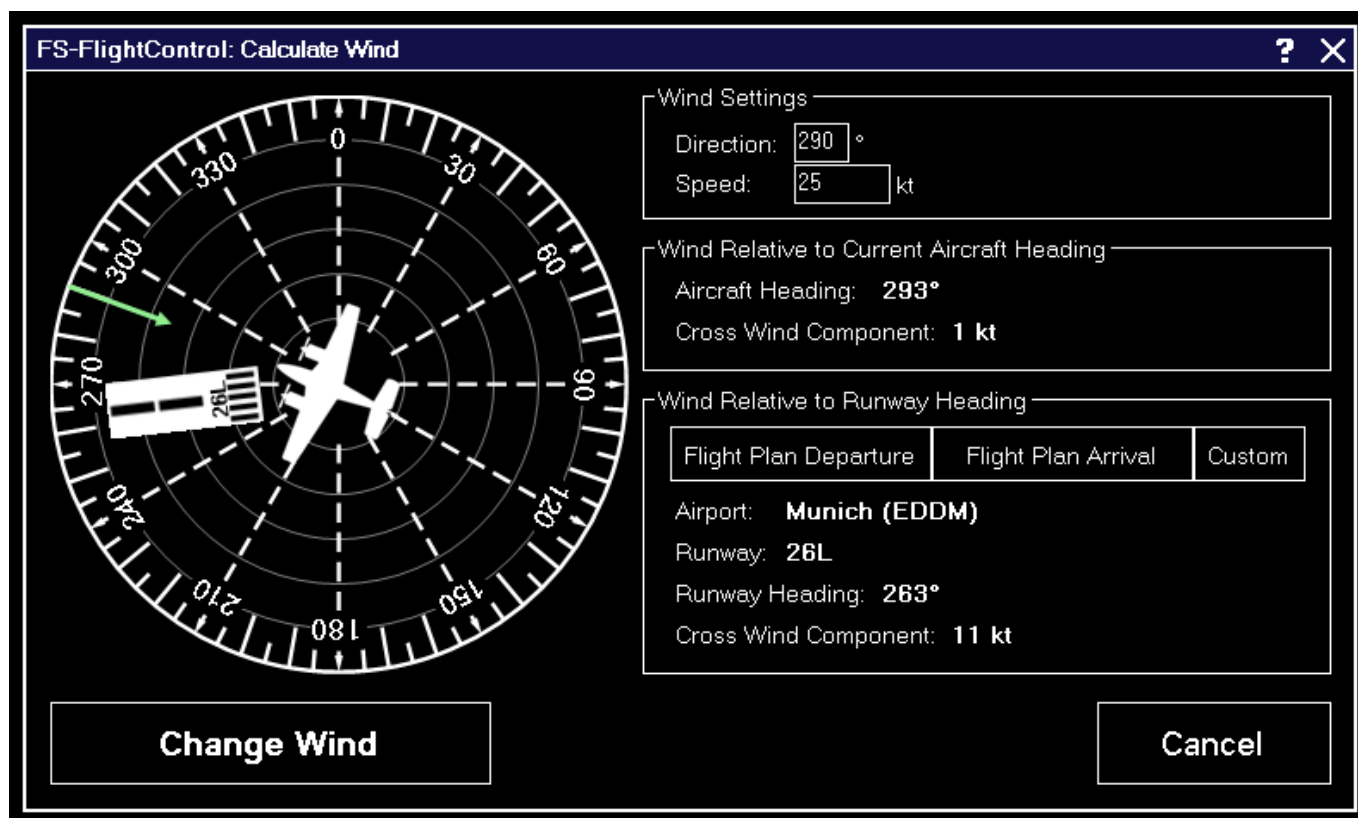 FS-FlightControl: Calculate Wind ? X
0
30
60
90
120
150
180
210
240
270
300
330
26L
Wind Settings
Direction: 290 °
Speed: 25 kt
Wind Relative to Current Aircraft Heading
Aircraft Heading: 293°
Cross Wind Component: 1 kt
Wind Relative to Runway Heading
Flight Plan Departure Flight Plan Arrival Custom
Airport: Munich (EDDM)
Runway: 26L
Runway Heading: 263°
Cross Wind Component: 11 kt
Change Wind Cancel